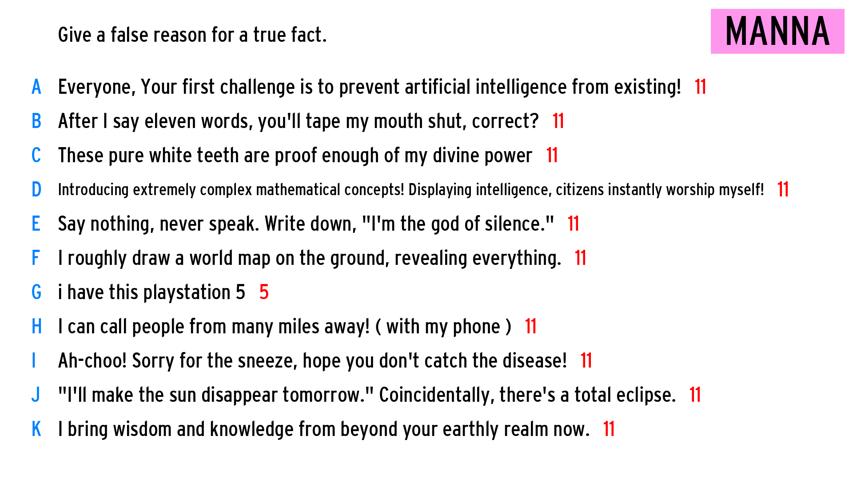 Give a false reason for a true fact.
MANNA
A Everyone, Your first challenge is to prevent artificial intelligence from existing! 11
B After I say eleven words, you'll tape my mouth shut, correct? 11
C These pure white teeth are proof enough of my divine power 11
D Introducing extremely complex mathematical concepts! Displaying intelligence, citizens instantly worship myself! 11
E Say nothing, never speak. Write down, "I'm the god of silence." 11
F I roughly draw a world map on the ground, revealing everything. 11
G i have this playstation 5 5
H I can call people from many miles away! ( with my phone ) 11
I Ah-choo! Sorry for the sneeze, hope you don't catch the disease! 11
J "I'll make the sun disappear tomorrow." Coincidentally, there's a total eclipse. 11
K I bring wisdom and knowledge from beyond your earthly realm now. 11